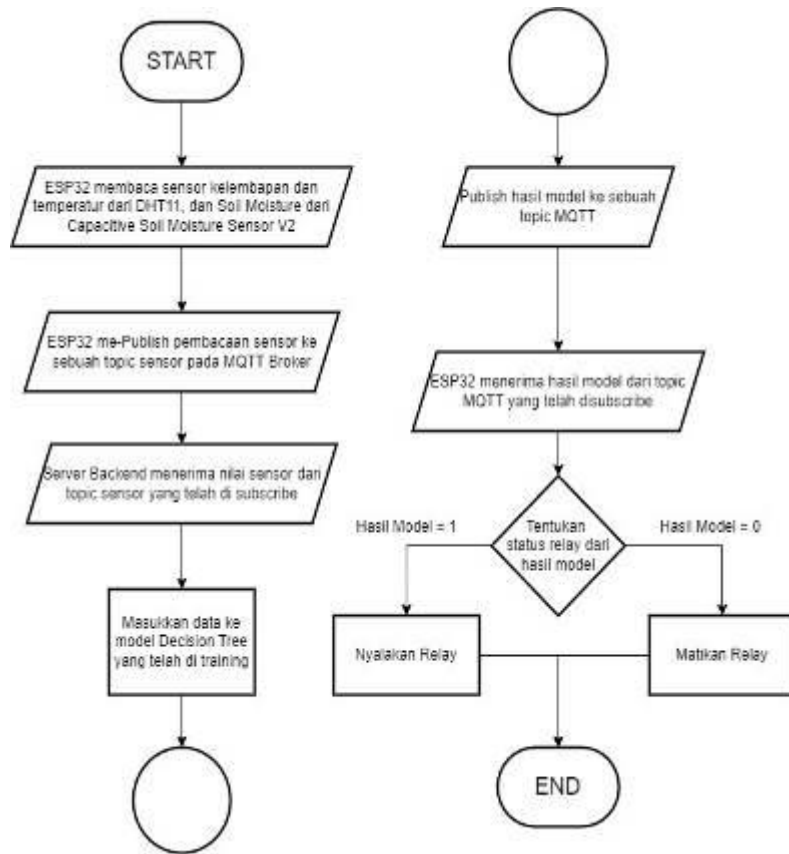 START
ESP32 membaca sensor kelembapan dan
temperatur dari DHT11, dan Soil Moisture dari
Capacitive Soil Moisture Sensor V2
ESP32 me-Publish pembacaan sensor ke
sebuah topic sensor pada MQTT Broker
Server Backend menerima nilai sensor dari
topic sensor yang telah di subscribe
Masukkan data ke
model Decision Tree
yang telah di training
Publish hasil model ke sebuah
topic MQTT
ESP32 menerima hasil model dari topic
MQTT yang telah disubscribe
Hasil Model = 1
Tentukan
status relay dari
hasil model
Hasil Model = 0
Nyalakan Relay
Matikan Relay
END